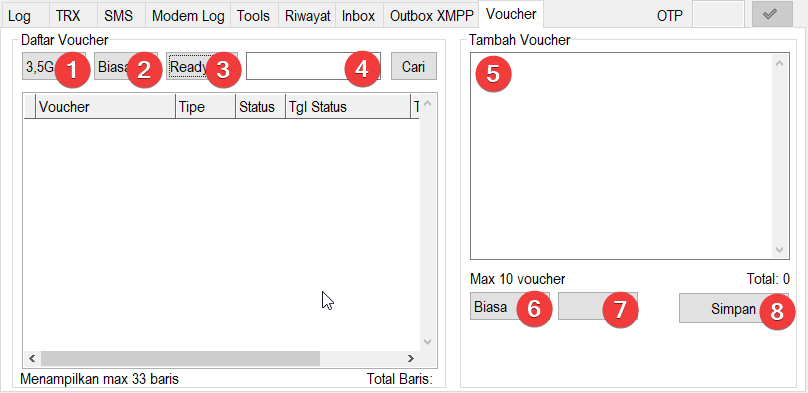 Log TRX SMS Modem Log Tools Riwayat Inbox Outbox XMPP Voucher OTP
Daftar Voucher
3,5G 1 Biasa 2 Ready 3 4 Cari
Voucher Tipe Status Tgl Status T
Menampilkan max 33 baris Total Baris:
Tambah Voucher
5
Max 10 voucher Total: 0
Biasa 6 7 Simpan 8